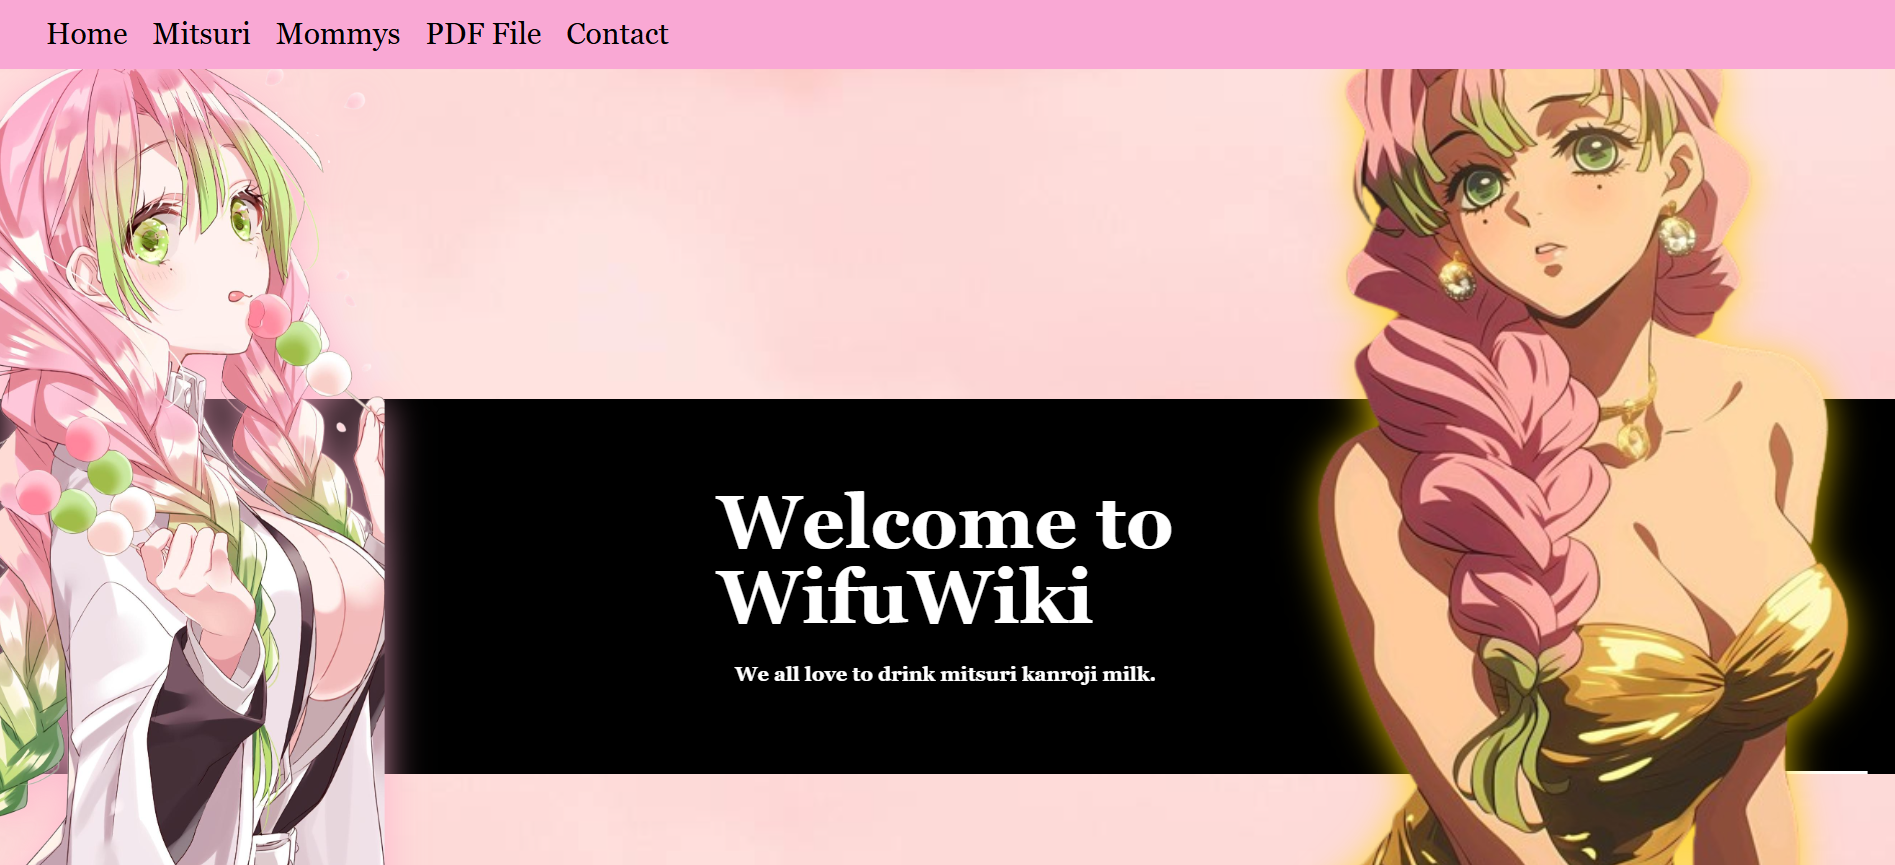 Home Mitsuri Mommys PDF File Contact
Welcome to
WifuWiki
We all love to drink mitsuri kanroji milk.